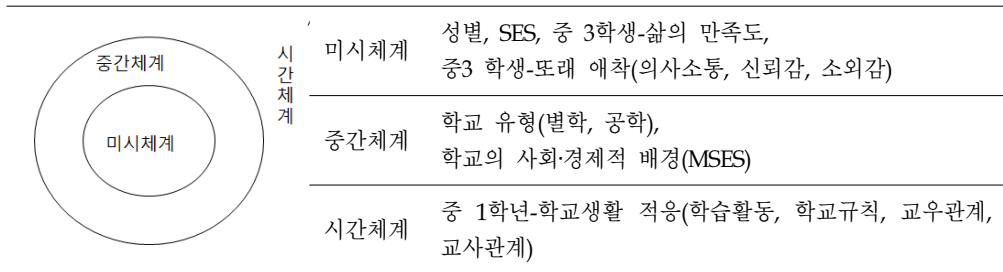 중간체계
미시체계
시간체계
미시체계
성별, SES, 중 3학생-삶의 만족도,
중3 학생-또래 애착(의사소통, 신뢰감, 소외감)
중간체계
학교 유형(별학, 공학),
학교의 사회·경제적 배경(MSES)
시간체계
중 1학년-학교생활 적응(학습활동, 학교규칙, 교우관계,
교사관계)